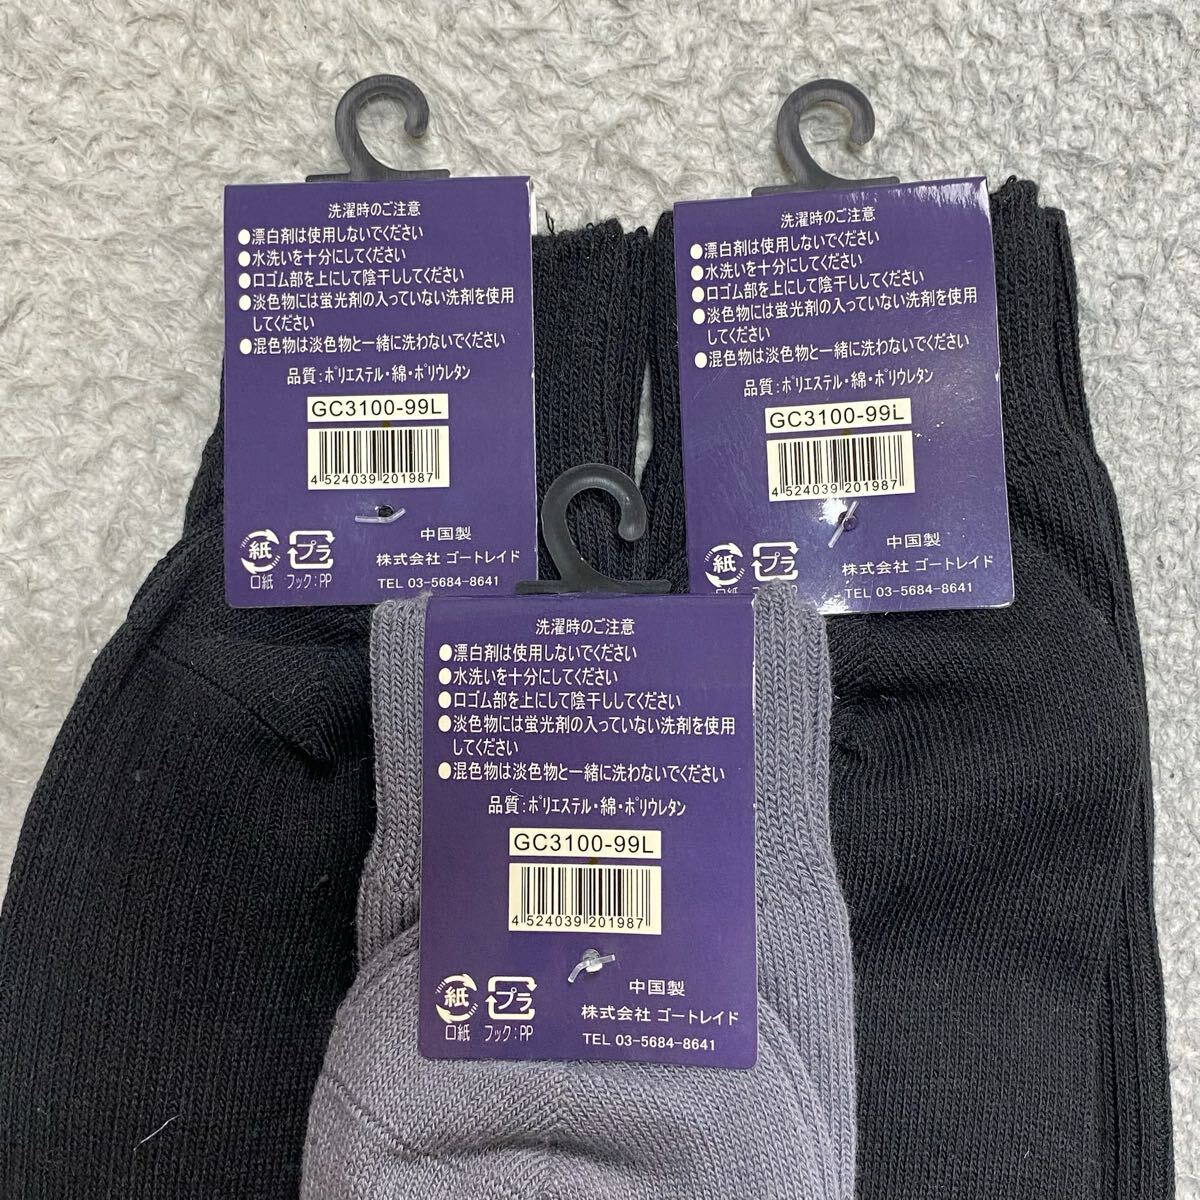 洗濯時のご注意
●漂白剤は使用しないでください
●水洗いを十分にしてください
●口ゴム部を上にして陰干ししてください
●淡色物には蛍光剤の入っていない洗剤を使用
してください
●混色物は淡色物と一緒に洗わないでください
品質:ポリエステル・綿・ポリウレタン
GC3100-99L
4 524039 201987
中国製
紙 プラ
株式会社 ゴートレイド
口紙 フック:PP
TEL 03-5684-8641
洗濯時のご注意
●漂白剤は使用しないでください
●水洗いを十分にしてください
●口ゴム部を上にして陰干ししてください
●淡色物には蛍光剤の入っていない洗剤を使用
してください
●混色物は淡色物と一緒に洗わないでください
品質:ポリエステル・綿・ポリウレタン
GC3100-99L
4 524039 201987
中国製
紙 プラ
株式会社 ゴートレイド
TEL 03-5684-8641
洗濯時のご注意
●漂白剤は使用しないでください
●水洗いを十分にしてください
●口ゴム部を上にして陰干ししてください
●淡色物には蛍光剤の入っていない洗剤を使用
してください
●混色物は淡色物と一緒に洗わないでください
品質:ポリエステル・綿・ポリウレタン
GC3100-99L
4 524039 201987
中国製
紙 プラ
株式会社 ゴートレイド
口紙 フック:PP
TEL 03-5684-8641